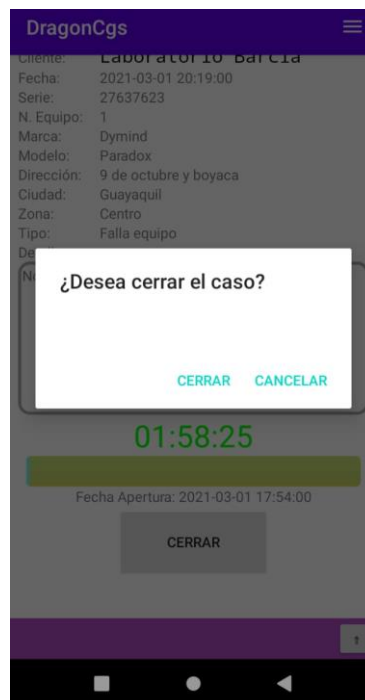 DragonCgs
Cliente: Laboratorio Barcia
Fecha: 2021-03-01 20:19:00
Serie: 27637623
N. Equipo: 1
Marca: Dymind
Modelo: Paradox
Dirección: 9 de octubre y boyaca
Ciudad: Guayaquil
Zona: Centro
Tipo: Falla equipo
¿Desea cerrar el caso?
CERRAR CANCELAR
01:58:25
Fecha Apertura: 2021-03-01 17:54:00
CERRAR